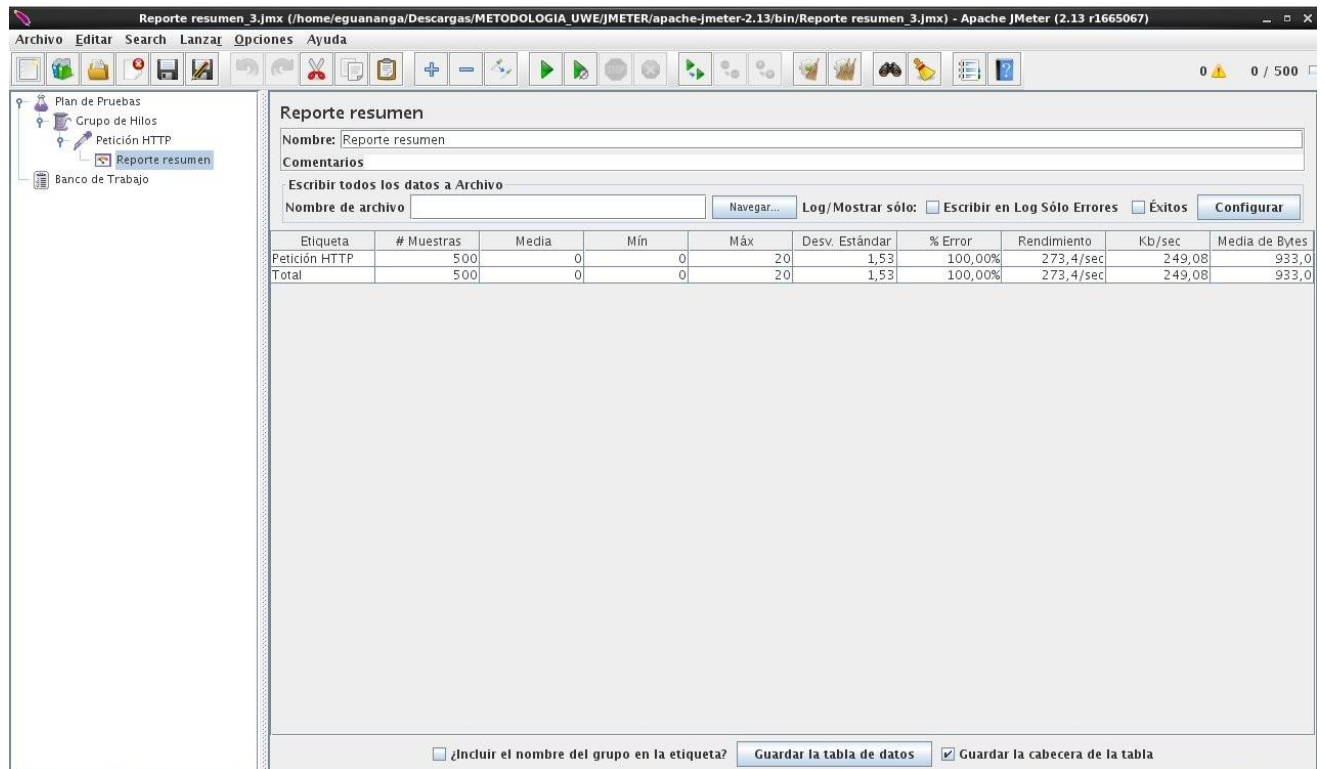 Reporte resumen_3.jmx (/home/eguananga/Descargas/METODOLOGIA_UWE/JMETER/apache-jmeter-2.13/bin/Reporte resumen_3.jmx) - Apache JMeter (2.13 r1665067)
Archivo Editar Search Lanzar Opciones Ayuda
STOP
0 0 / 500
Plan de Pruebas
Grupo de Hilos
Petición HTTP
Reporte resumen
Banco de Trabajo
Reporte resumen
Nombre: Reporte resumen
Comentarios
Escribir todos los datos a Archivo
Nombre de archivo Navegar... Log/Mostrar sólo: Escribir en Log Sólo Errores Éxitos Configurar
Etiqueta # Muestras Media Mín Máx Desv. Estándar % Error Rendimiento Kb/sec Media de Bytes
Petición HTTP 500 0 0 20 1,53 100,00% 273,4/sec 249,08 933,0
Total 500 0 0 20 1,53 100,00% 273,4/sec 249,08 933,0
¿Incluir el nombre del grupo en la etiqueta? Guardar la tabla de datos Guardar la cabecera de la tabla